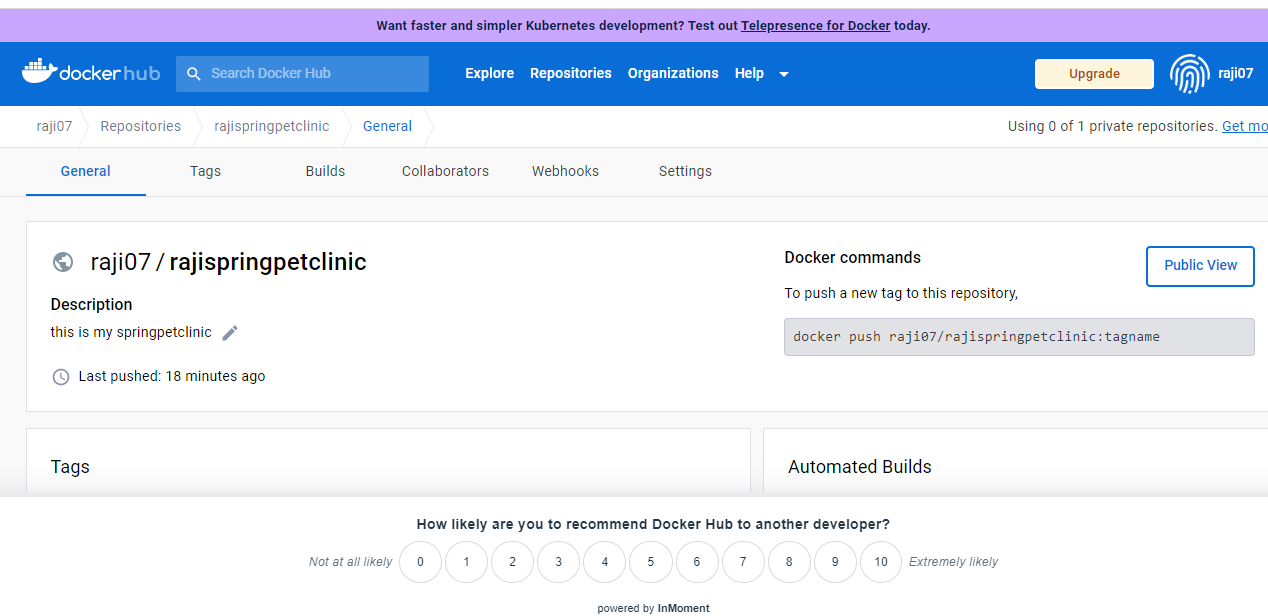 Want faster and simpler Kubernetes development? Test out Telepresence for Docker today.
dockerhub
Search Docker Hub
Explore Repositories Organizations Help
Upgrade
raji07
raji07 Repositories rajispringpetclinic General
Using 0 of 1 private repositories. Get mo
General Tags Builds Collaborators Webhooks Settings
raji07 / rajispringpetclinic
Description
this is my springpetclinic
Last pushed: 18 minutes ago
Docker commands
Public View
To push a new tag to this repository,
docker push raji07/rajispringpetclinic:tagname
Tags
Automated Builds
How likely are you to recommend Docker Hub to another developer?
Not at all likely 0 1 2 3 4 5 6 7 8 9 10 Extremely likely
powered by InMoment